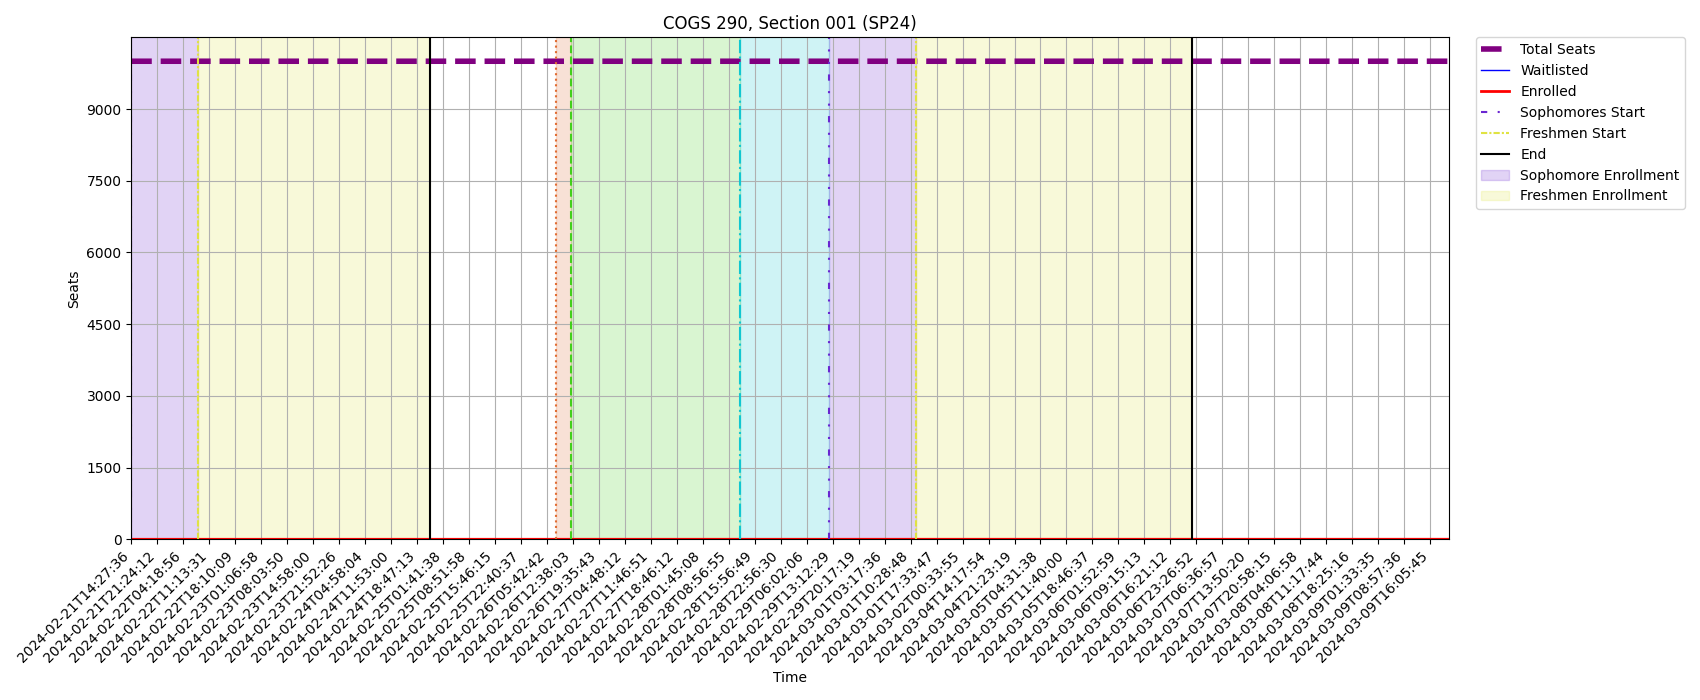 COGS 290, Section 001 (SP24)
Total Seats
Waitlisted
Enrolled
Sophomores Start
Freshmen Start
End
Sophomore Enrollment
Freshmen Enrollment
Seats
9000
7500
6000
4500
3000
1500
0
2024-02-21T14:27:36
2024-02-21T21:24:12
2024-02-22T04:18:56
2024-02-22T11:13:31
2024-02-22T18:10:09
2024-02-23T01:06:58
2024-02-23T08:03:50
2024-02-23T14:58:00
2024-02-23T21:52:26
2024-02-24T04:58:04
2024-02-24T11:53:00
2024-02-24T18:47:13
2024-02-25T01:41:38
2024-02-25T08:51:58
2024-02-25T15:46:15
2024-02-25T22:40:37
2024-02-26T05:42:42
2024-02-26T12:38:03
2024-02-26T19:35:43
2024-02-27T04:48:12
2024-02-27T11:46:51
2024-02-27T18:46:12
2024-02-28T01:45:08
2024-02-28T08:56:55
2024-02-28T15:56:49
2024-02-28T22:56:30
2024-02-29T06:02:06
2024-02-29T13:12:29
2024-02-29T20:17:19
2024-03-01T03:17:36
2024-03-01T10:28:48
2024-03-01T17:33:47
2024-03-02T00:33:55
2024-03-04T14:17:54
2024-03-04T21:23:19
2024-03-05T04:31:38
2024-03-05T11:40:00
2024-03-05T18:46:37
2024-03-06T01:52:59
2024-03-06T09:15:13
2024-03-06T16:21:12
2024-03-06T23:26:52
2024-03-07T06:36:57
2024-03-07T13:50:20
2024-03-07T20:58:15
2024-03-08T04:06:58
2024-03-08T11:17:44
2024-03-08T18:25:16
2024-03-09T01:33:35
2024-03-09T08:57:36
2024-03-09T16:05:45
Time